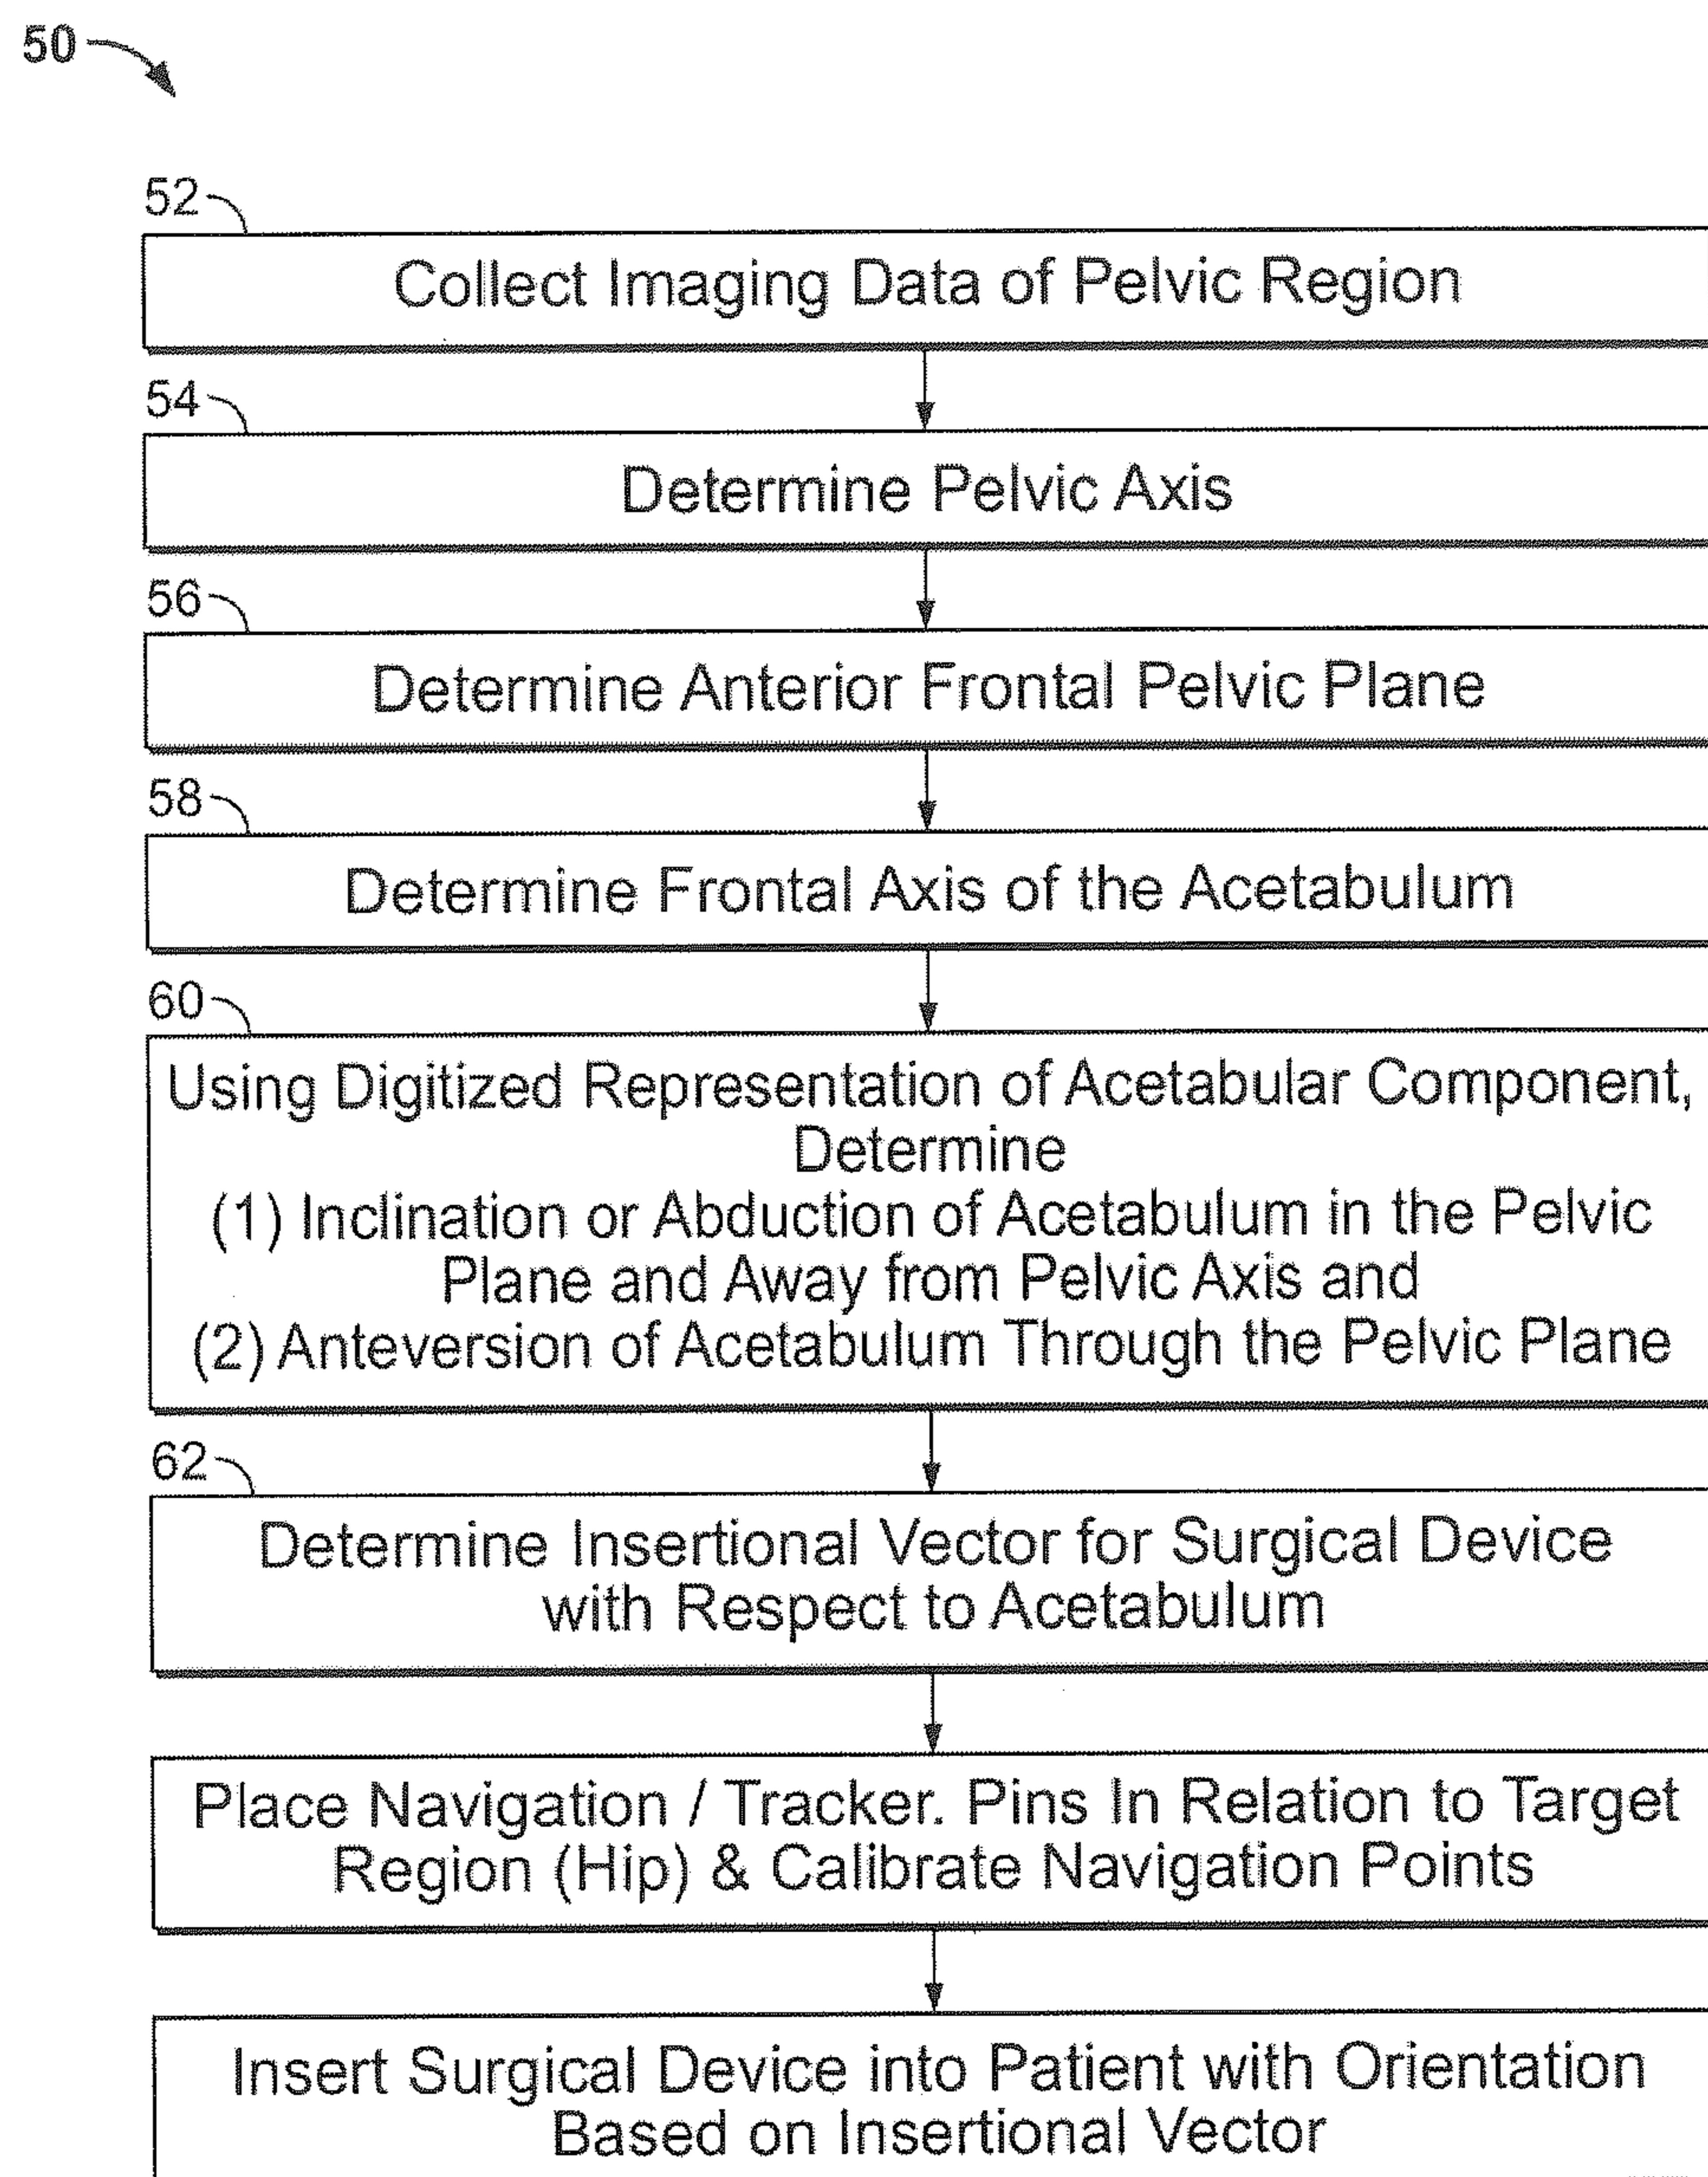 50
52
Collect Imaging Data of Pelvic Region
54
Determine Pelvic Axis
56
Determine Anterior Frontal Pelvic Plane
58
Determine Frontal Axis of the Acetabulum
60
Using Digitized Representation of Acetabular Component,
Determine
(1) Inclination or Abduction of Acetabulum in the Pelvic
Plane and Away from Pelvic Axis and
(2) Anteversion of Acetabulum Through the Pelvic Plane
62
Determine Insertional Vector for Surgical Device
with Respect to Acetabulum
Place Navigation / Tracker. Pins In Relation to Target
Region (Hip) & Calibrate Navigation Points
Insert Surgical Device into Patient with Orientation
Based on Insertional Vector